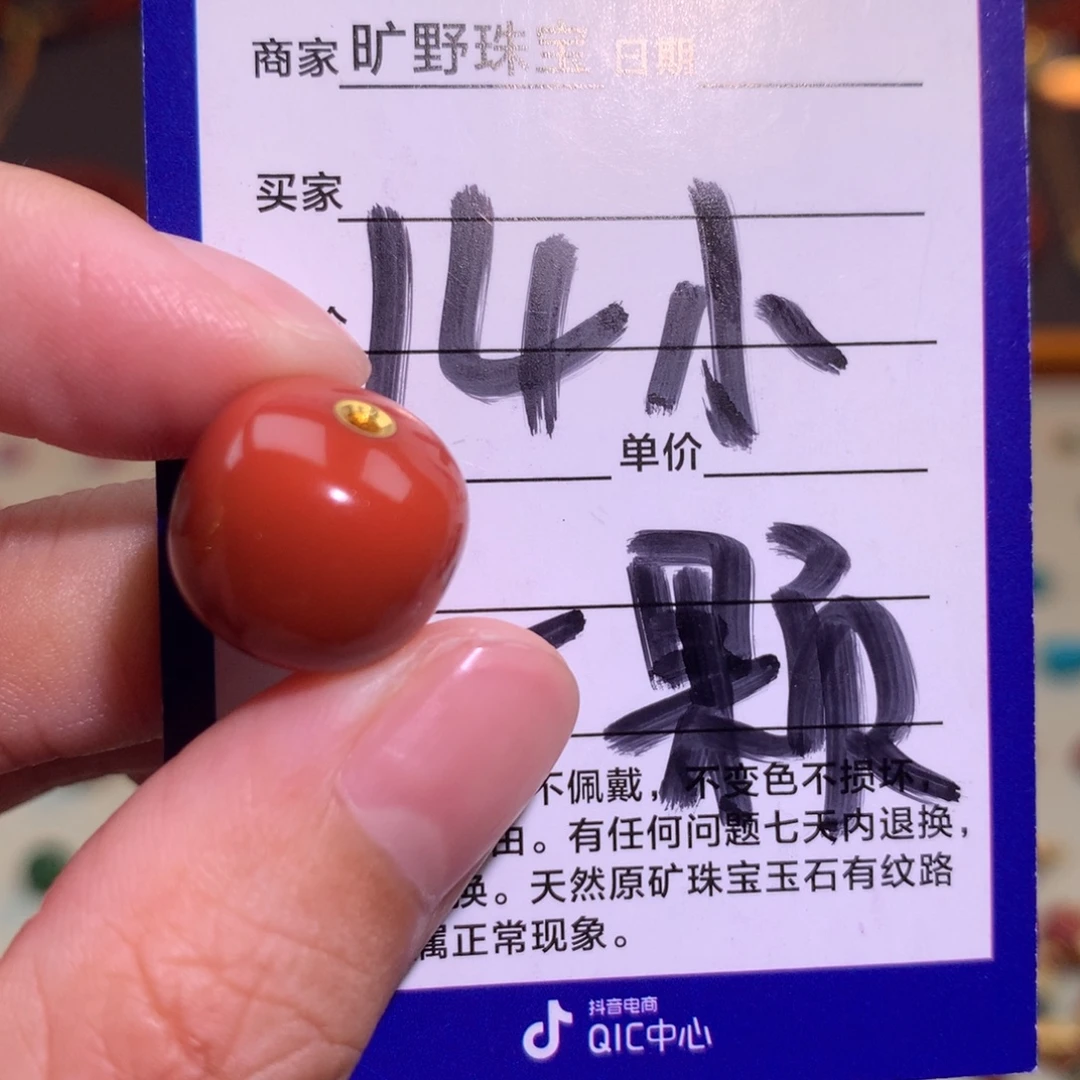 商家 旷野珠宝 日期
买家
14小
单价
颗
不佩戴，不变色不损坏，
由。有任何问题七天内退换，
换。天然原矿珠宝玉石有纹路
属正常现象。
抖音电商
QIC中心